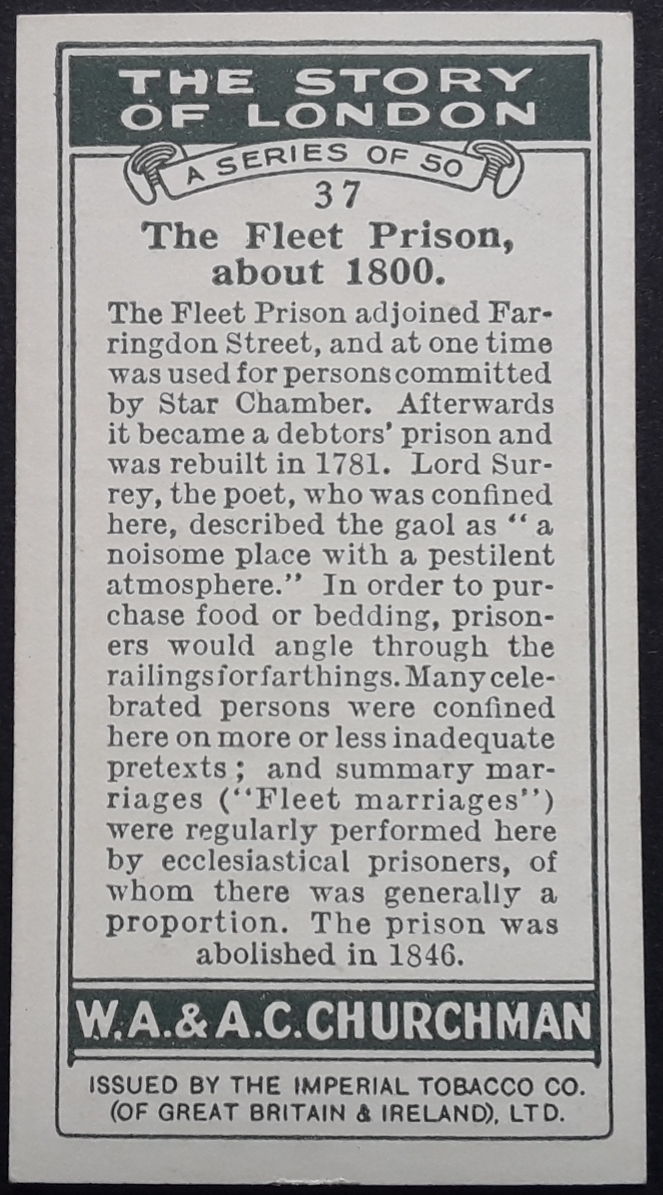 THE STORY
OF LONDON
A SERIES OF 50
37
The Fleet Prison,
about 1800.
The Fleet Prison adjoined Far-
ringdon Street, and at one time
was used for persons committed
by Star Chamber. Afterwards
it became a debtors' prison and
was rebuilt in 1781. Lord Sur-
rey, the poet, who was confined
here, described the gaol as "a
noisome place with a pestilent
atmosphere." In order to pur-
chase food or bedding, prison-
ers would angle through the
railings for farthings. Many cele-
brated persons were confined
here on more or less inadequate
pretexts; and summary mar-
riages ("Fleet marriages")
were regularly performed here
by ecclesiastical prisoners, of
whom there was generally a
proportion. The prison was
abolished in 1846.
W.A.& A.C.CHURCHMAN
ISSUED BY THE IMPERIAL TOBACCO CO.
(OF GREAT BRITAIN & IRELAND), LTD.